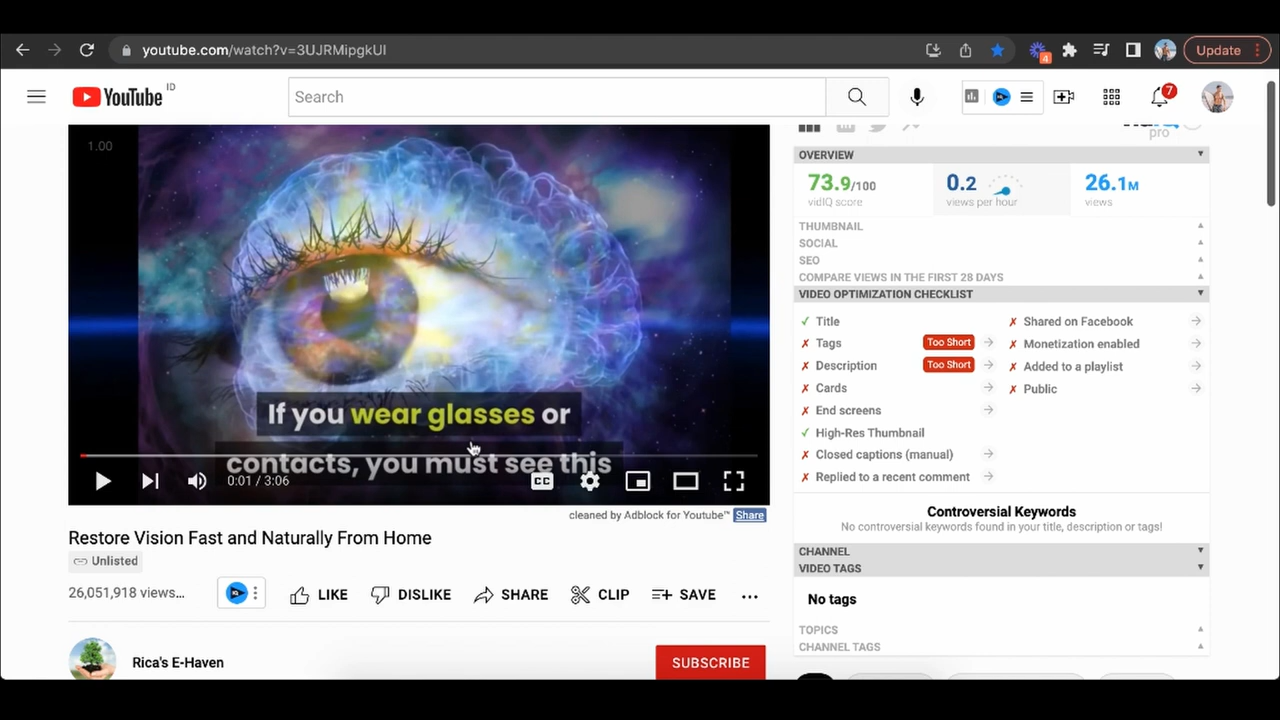 youtube.com/watch?v=3UJRMipgkUI
4
Update
YouTube ID
Search
7
1.00
If you wear glasses or
contacts, you must see this
CC
0:01 / 3:06
cleaned by Adblock for Youtube™ Share
Restore Vision Fast and Naturally From Home
Unlisted
26,051,918 views...
LIKE
DISLIKE
SHARE
CLIP
SAVE
Rica's E-Haven
SUBSCRIBE
pro
OVERVIEW
73.9/100
vidIQ score
0.2
views per hour
26.1M
views
THUMBNAIL
SOCIAL
SEO
COMPARE VIEWS IN THE FIRST 28 DAYS
VIDEO OPTIMIZATION CHECKLIST
Title
Tags Too Short
Description Too Short
Cards
End screens
High-Res Thumbnail
Closed captions (manual)
Replied to a recent comment
Shared on Facebook
Monetization enabled
Added to a playlist
Public
Controversial Keywords
No controversial keywords found in your title, description or tags!
CHANNEL
VIDEO TAGS
No tags
TOPICS
CHANNEL TAGS